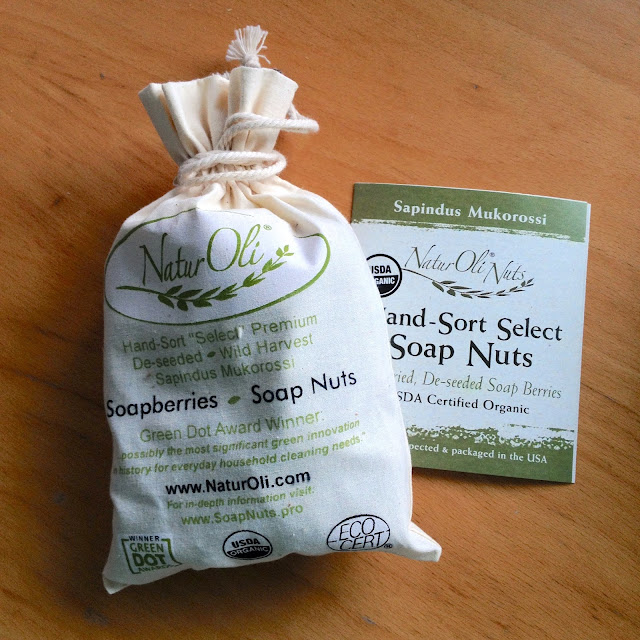 NaturOli®
Hand-Sort "Select" Premium
De-seeded • Wild Harvest
Sapindus Mukorossi
Soapberries • Soap Nuts
Green Dot Award Winner:
possibly the most significant green innovation
history for everyday household cleaning needs."
www.NaturOli.com
For in-depth information visit:
www.SoapNuts.pro
WINNER
GREEN
DOT
USDA
ORGANIC
ECO
CERT®
Sapindus Mukorossi
USDA
ORGANIC
NaturOli® Nuts
Hand-Sort Select
Soap Nuts
De-seeded Soap Berries
USDA Certified Organic
& packaged in the USA